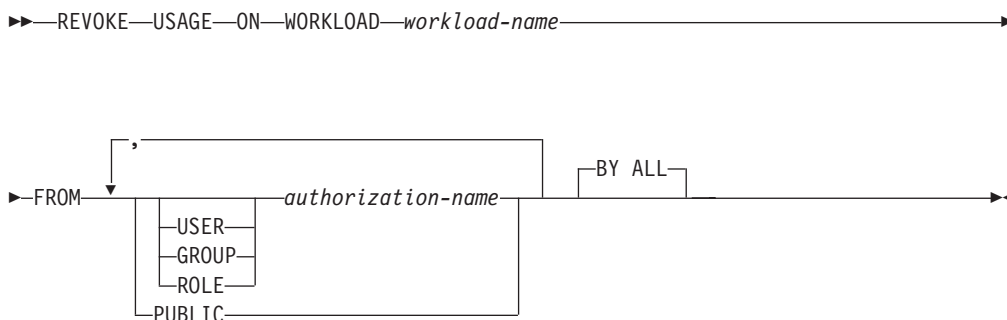 REVOKE USAGE ON WORKLOAD workload-name
,
BY ALL
FROM authorization-name
USER
GROUP
ROLE
PUBLIC